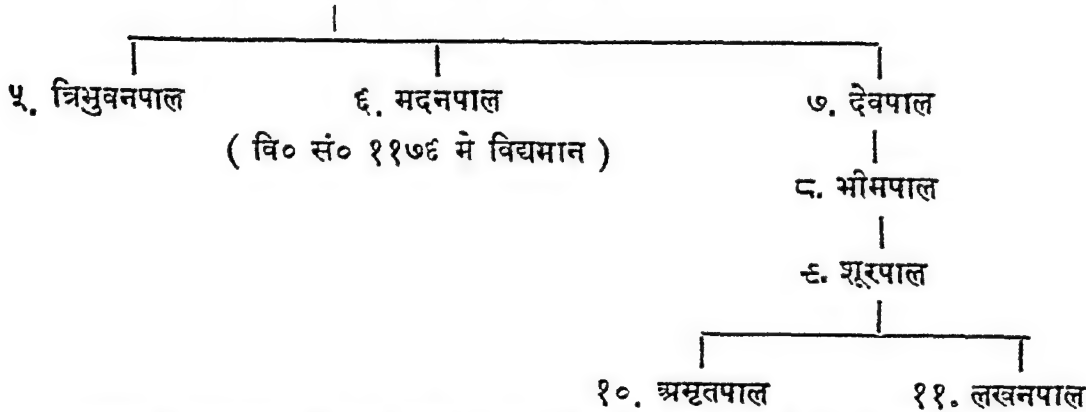 ५. त्रिभुवनपाल ६. मदनपाल ७. देवपाल
( वि० सं० ११७६ मे विद्यमान )
८. भीमपाल
९. शूरपाल
१०. अमृतपाल ११. लखनपाल